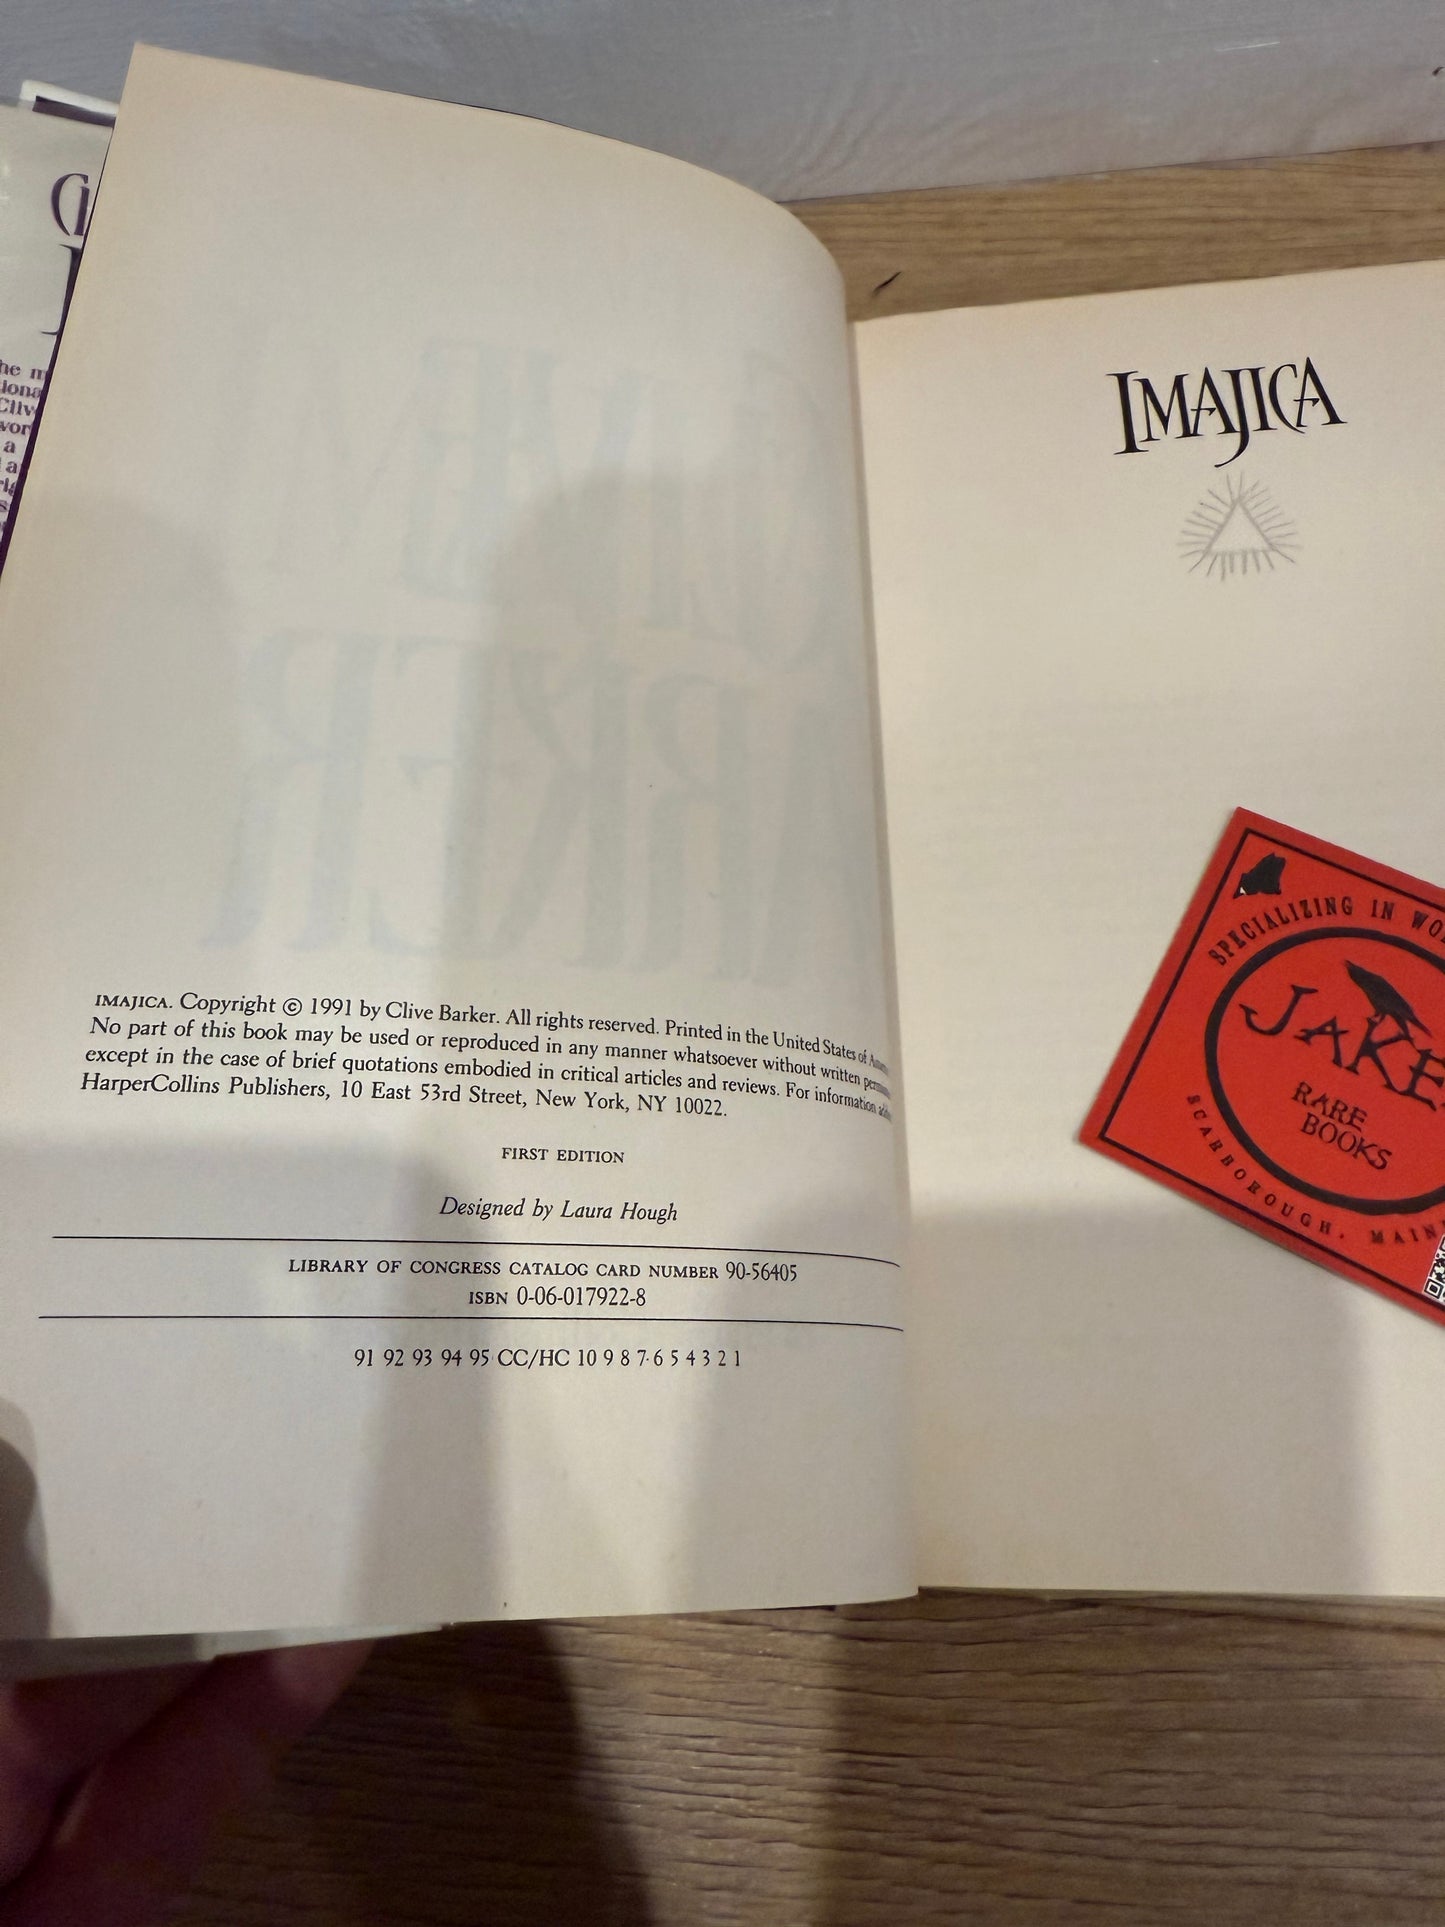 IMAJICA. Copyright © 1991 by Clive Barker. All rights reserved. Printed in the United States of
No part of this book may be used or reproduced in any manner whatsoever without written
except in the case of brief quotations embodied in critical articles and reviews. For information
HarperCollins Publishers, 10 East 53rd Street, New York, NY 10022.
FIRST EDITION
Designed by Laura Hough
LIBRARY OF CONGRESS CATALOG CARD NUMBER 90-56405
ISBN 0-06-017922-8
91 92 93 94 95 CC/HC 10 9 8 7 6 5 4 3 2 1
IMAJICA
SPECIALIZING IN
JAKE
RARE
BOOKS
SCARBOROUGH,